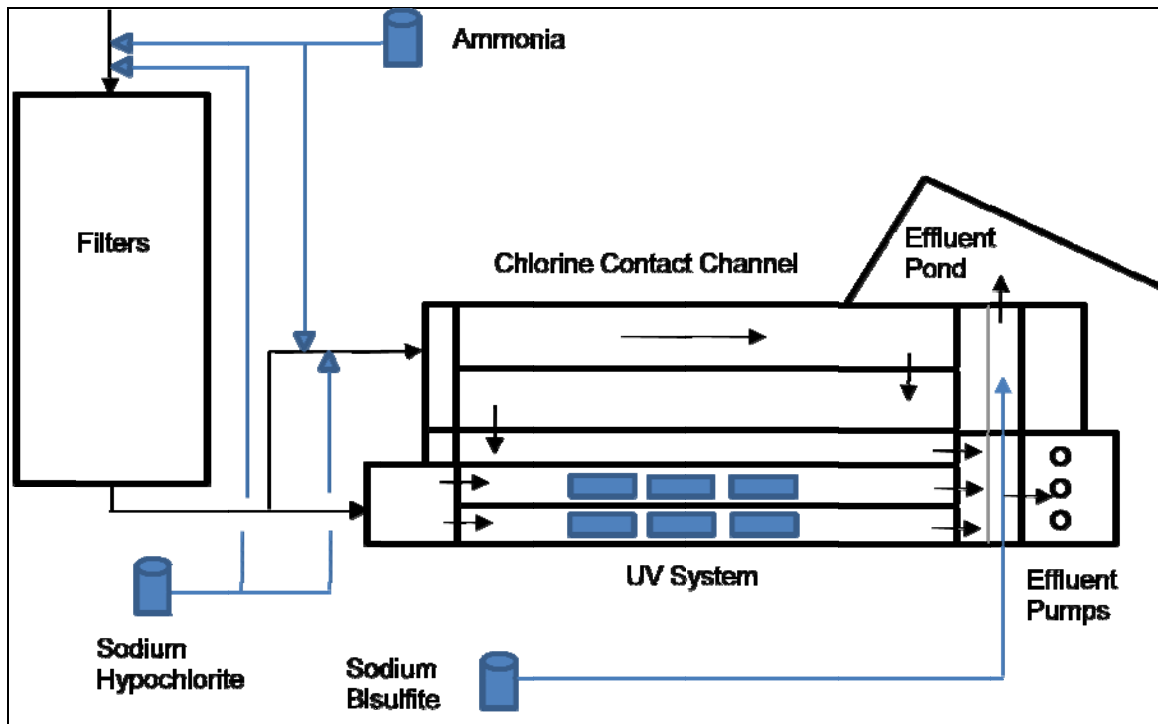 Ammonia
Filters
Effluent
Pond
Chlorine Contact Channel
UV System
Effluent
Pumps
Sodium
Hypochlorite
Sodium
Bisulfite